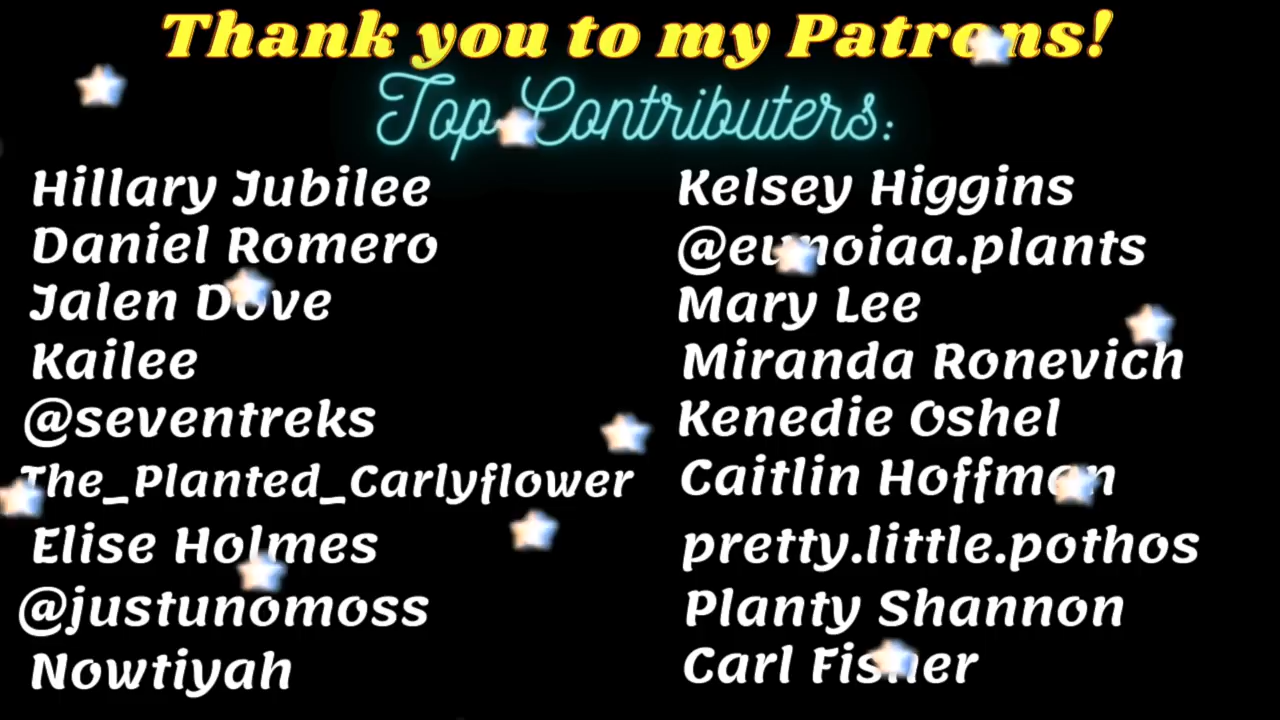 Thank you to my Patrons!
Top Contributers:
Hillary Jubilee
Daniel Romero
Jalen Dove
Kailee
@seventreks
The_Planted_Carlyflower
Elise Holmes
@justunomoss
Nowtiyah
Kelsey Higgins
@eunoiaa.plants
Mary Lee
Miranda Ronevich
Kenedie Oshel
Caitlin Hoffman
pretty.little.pothos
Planty Shannon
Carl Fisher